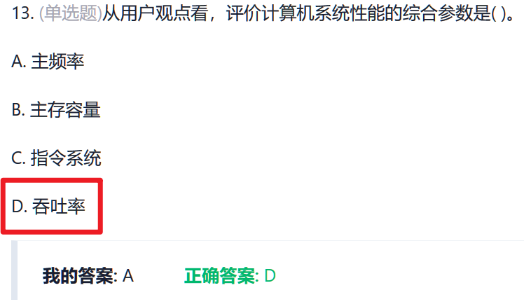 13. (单选题)从用户观点看，评价计算机系统性能的综合参数是( )。
A. 主频率
B. 主存容量
C. 指令系统
D. 吞吐率
我的答案: A 正确答案: D